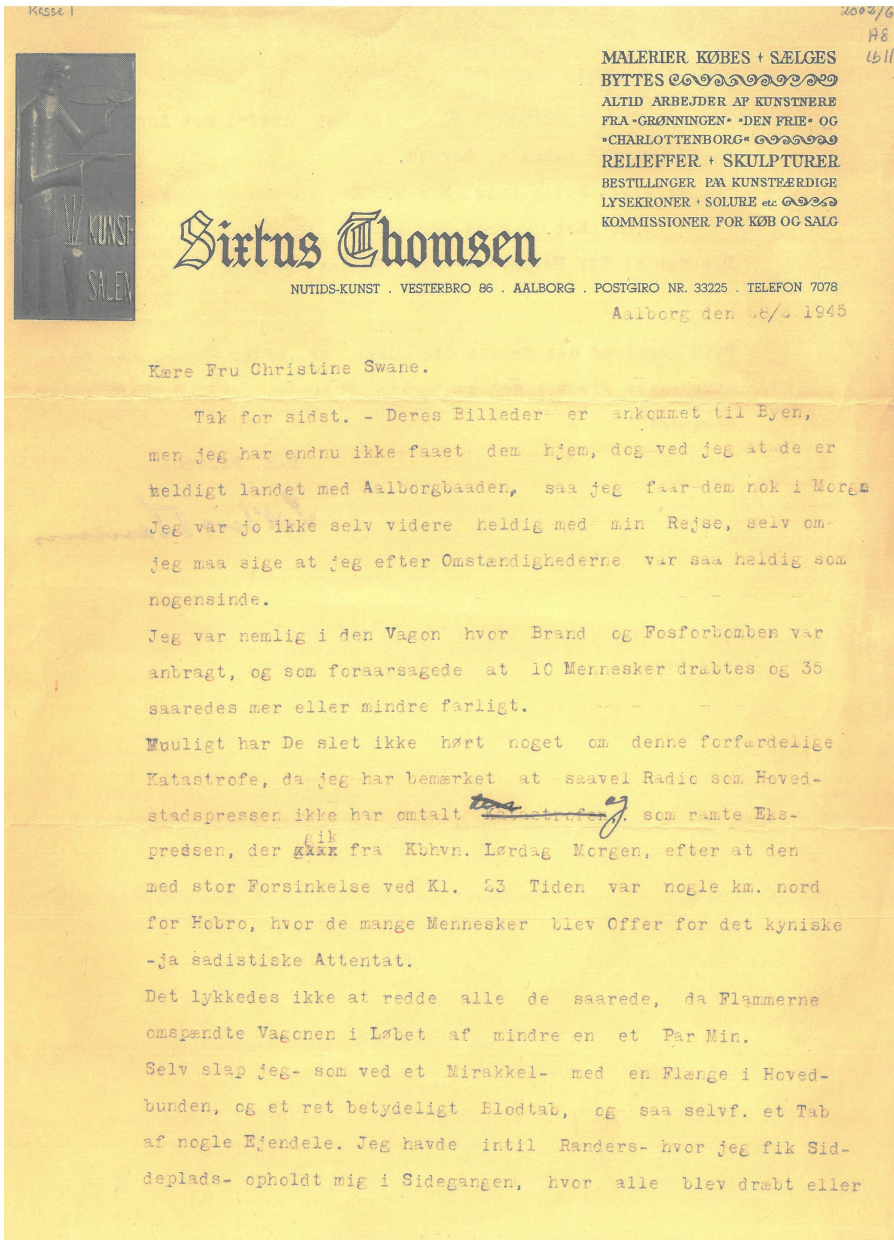 Kasse 1
2002/6
A8
lb 11
KUNST-
SALEN
MALERIER KØBES + SÆLGES
BYTTES
ALTID ARBEJDER AF KUNSTNERE
FRA "GRØNNINGEN" "DEN FRIE" OG
"CHARLOTTENBORG"
RELIEFFER + SKULPTURER
BESTILLINGER PAA KUNSTFÆRDIGE
LYSEKRONER + SOLURE etc
KOMMISSIONER FOR KØB OG SALG
Sixtus Thomsen
NUTIDS-KUNST . VESTERBRO 86 . AALBORG . POSTGIRO NR. 33225 . TELEFON 7078
Aalborg den 1945
Kære Fru Christine Swane.
Tak for sidst. - Deres Billeder er ankommet til Byen,
men jeg har endnu ikke faaet dem hjem, dog ved jeg at de er
heldigt landet med Aalborgbaaden, saa jeg faar dem nok i Morgn
Jeg var jo ikke selv videre heldig med min Rejse, selv om-
jeg maa sige at jeg efter Omstændighederne var saa heldig som
nogensinde.
Jeg var nemlig i den Vagon hvor Brand og Fosforbomben var
anbragt, og som foraarsagede at 10 Mennesker dræbtes og 35
saaredes mer eller mindre farligt.
Muuligt har De slet ikke hørt noget om denne forfærdelige
Katastrofe, da jeg har bemærket at saavel Radio som Hoved-
stadspressen ikke har omtalt Katastrofen, som ramte Eks-
pressen, der gik fra Kbhvn. Lørdag Morgen, efter at den
med stor Forsinkelse ved Kl. 23 Tiden var nogle km. nord
for Hobro, hvor de mange Mennesker blev Offer for det kyniske
-ja sadistiske Attentat.
Det lykkedes ikke at redde alle de saarede, da Flammerne
omspændte Vagonen i Løbet af mindre en et Par Min.
Selv slap jeg- som ved et Mirakkel- med en Flænge i Hoved-
bunden, og et ret betydeligt Blodtab, og saa selvf. et Tab
af nogle Ejendele. Jeg havde intil Randers- hvor jeg fik Sid-
deplads- opholdt mig i Sidegangen, hvor alle blev dræbt eller